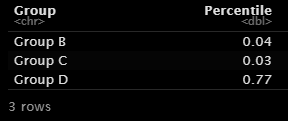 Group Percentile
<chr> <dbl>
Group B 0.04
Group C 0.03
Group D 0.77
3 rows